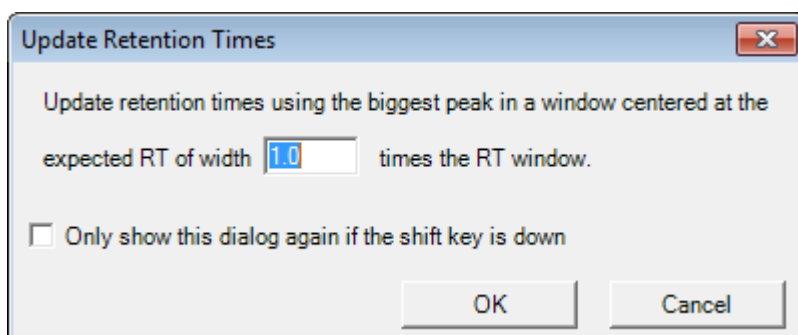 Update Retention Times
Update retention times using the biggest peak in a window centered at the
expected RT of width 1.0 times the RT window.
Only show this dialog again if the shift key is down
OK Cancel